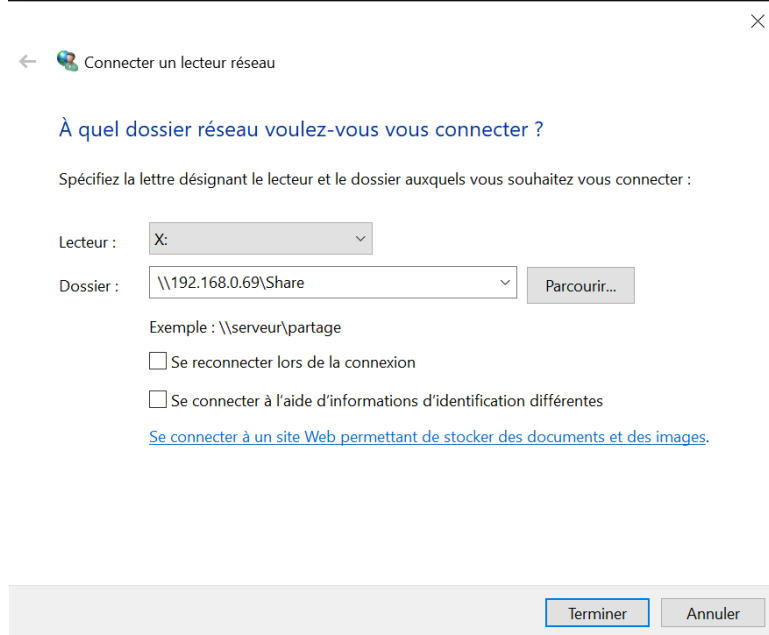 Connecter un lecteur réseau
À quel dossier réseau voulez-vous vous connecter ?
Spécifiez la lettre désignant le lecteur et le dossier auxquels vous souhaitez vous connecter :
Lecteur : X:
Dossier : \\192.168.0.69\Share Parcourir...
Exemple : \\serveur\partage
Se reconnecter lors de la connexion
Se connecter à l’aide d’informations d’identification différentes
Se connecter à un site Web permettant de stocker des documents et des images.
Terminer Annuler